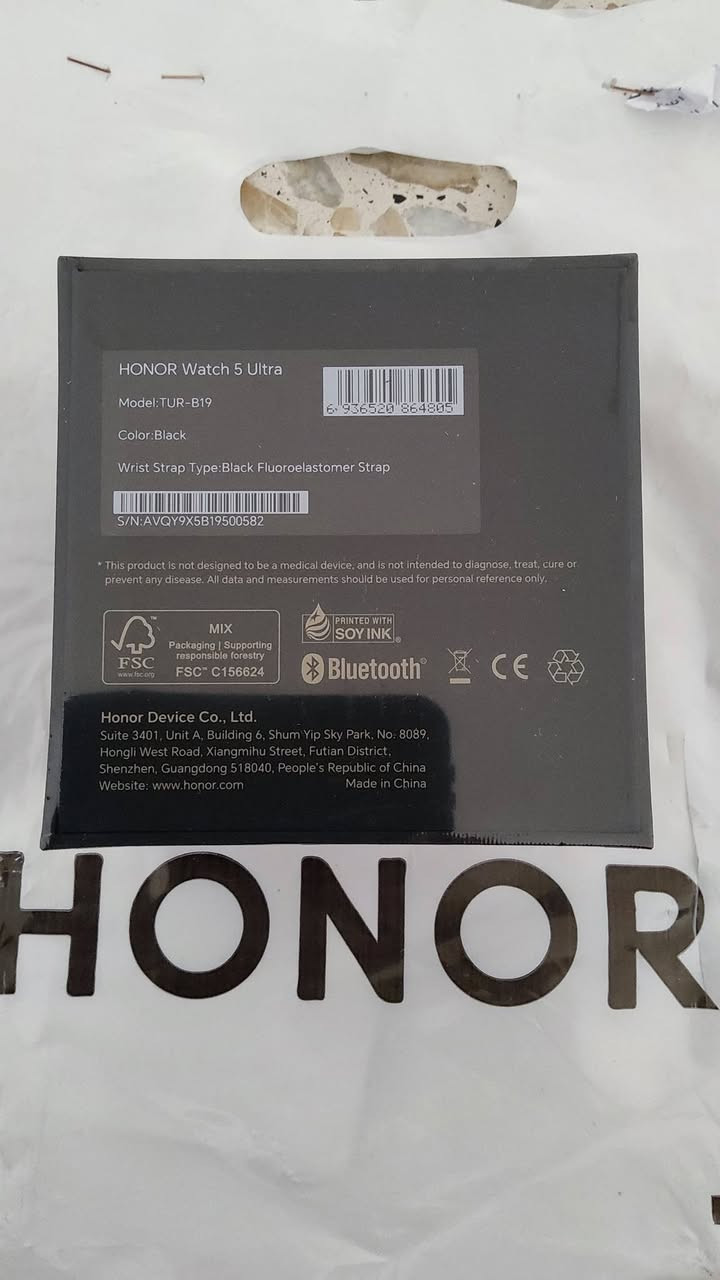 HONOR Watch 5 Ultra
Model:TUR-B19
6 936520 864805
Color:Black
Wrist Strap Type:Black Fluoroelastomer Strap
S/N:AVQY9X5B19500582
* This product is not designed to be a medical device, and is not intended to diagnose, treat, cure or
prevent any disease. All data and measurements should be used for personal reference only.
FSC
www.fsc.org
MIX
Packaging | Supporting
responsible forestry
FSC™ C156624
PRINTED WITH
SOY INK®
Bluetooth®
CE
Honor Device Co., Ltd.
Suite 3401, Unit A, Building 6, Shum Yip Sky Park, No. 8089,
Hongli West Road, Xiangmihu Street, Futian District,
Shenzhen, Guangdong 518040, People's Republic of China
Website: www.honor.com Made in China
HONOR